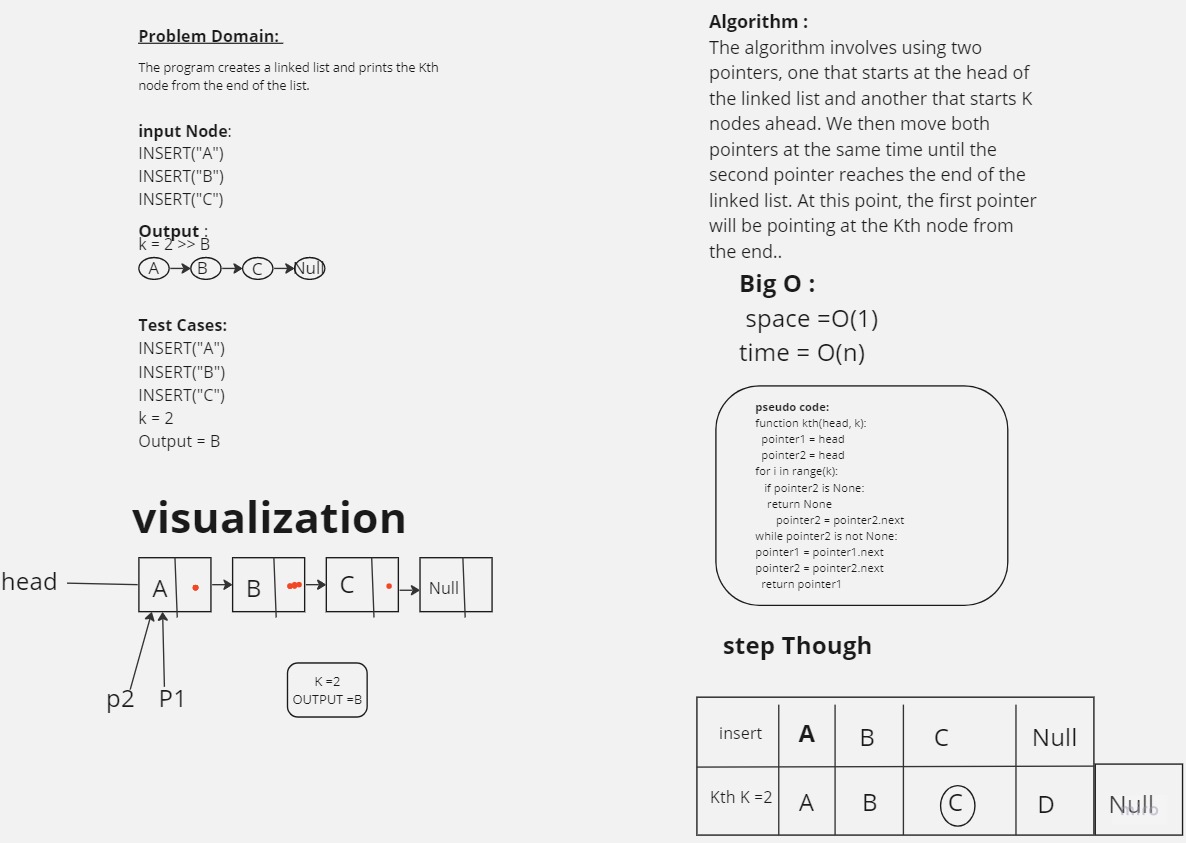 Problem Domain:
The program creates a linked list and prints the Kth
node from the end of the list.
input Node:
INSERT("A")
INSERT("B")
INSERT("C")
Output :
k = 2 >> B
A B C Null
Test Cases:
INSERT("A")
INSERT("B")
INSERT("C")
k = 2
Output = B
visualization
head A B C Null
p2 P1
K =2
OUTPUT =B
Algorithm :
The algorithm involves using two
pointers, one that starts at the head of
the linked list and another that starts K
nodes ahead. We then move both
pointers at the same time until the
second pointer reaches the end of the
linked list. At this point, the first pointer
will be pointing at the Kth node from
the end..
Big O :
space =O(1)
time = O(n)
pseudo code:
function kth(head, k):
pointer1 = head
pointer2 = head
for i in range(k):
if pointer2 is None:
return None
pointer2 = pointer2.next
while pointer2 is not None:
pointer1 = pointer1.next
pointer2 = pointer2.next
return pointer1
step Though
insert A B C Null
Kth K =2 A B C D Null
miro